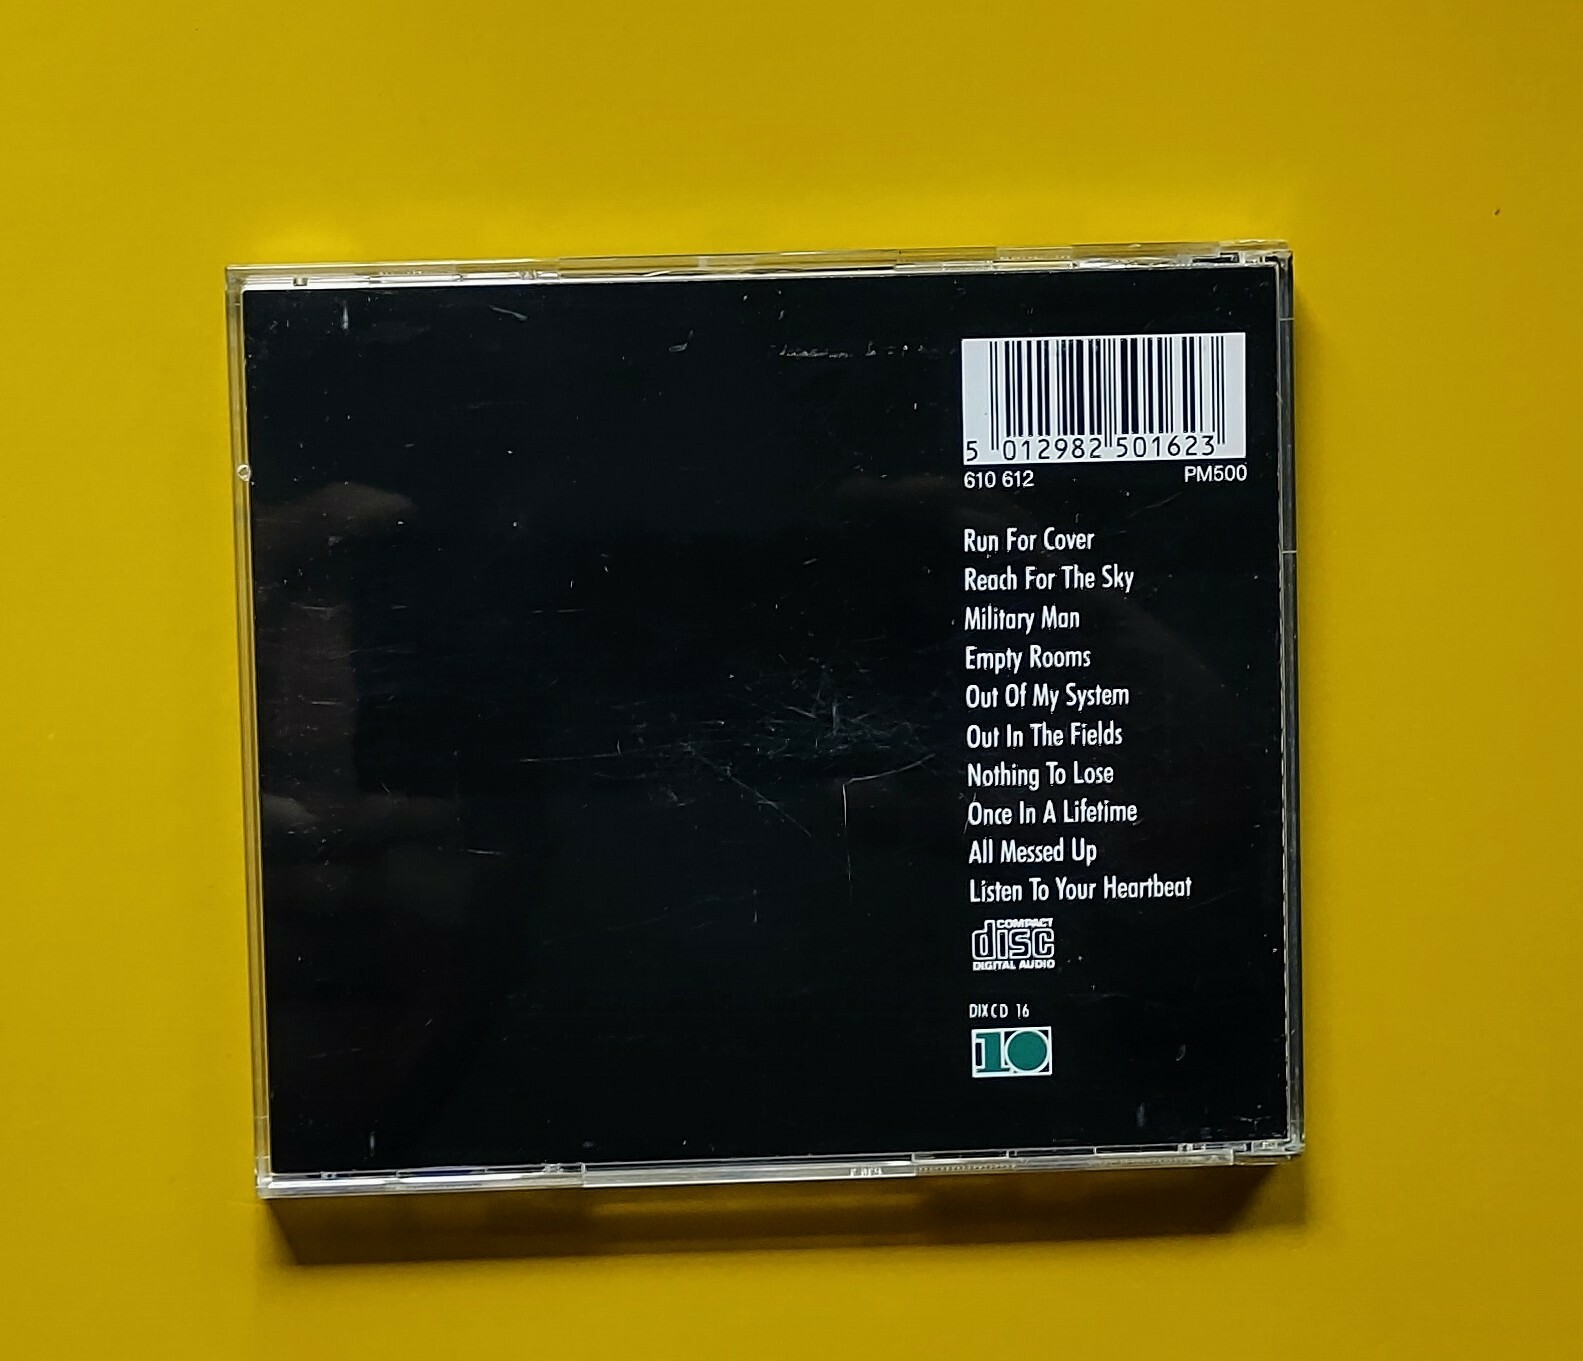 5 012982 501623
610 612 PM500
Run For Cover
Reach For The Sky
Military Man
Empty Rooms
Out Of My System
Out In The Fields
Nothing To Lose
Once In A Lifetime
All Messed Up
Listen To Your Heartbeat
COMPACT
disc
DIGITAL AUDIO
DIXCD 16
10